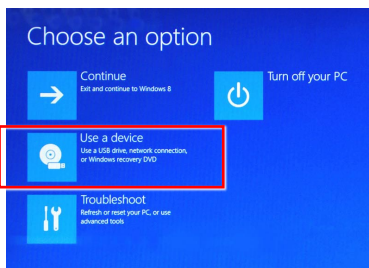 Choose an option
Continue
Exit and continue to Windows 8
Turn off your PC
Use a device
Use a USB drive, network connection,
or Windows recovery DVD
Troubleshoot
Refresh or reset your PC, or use
advanced tools